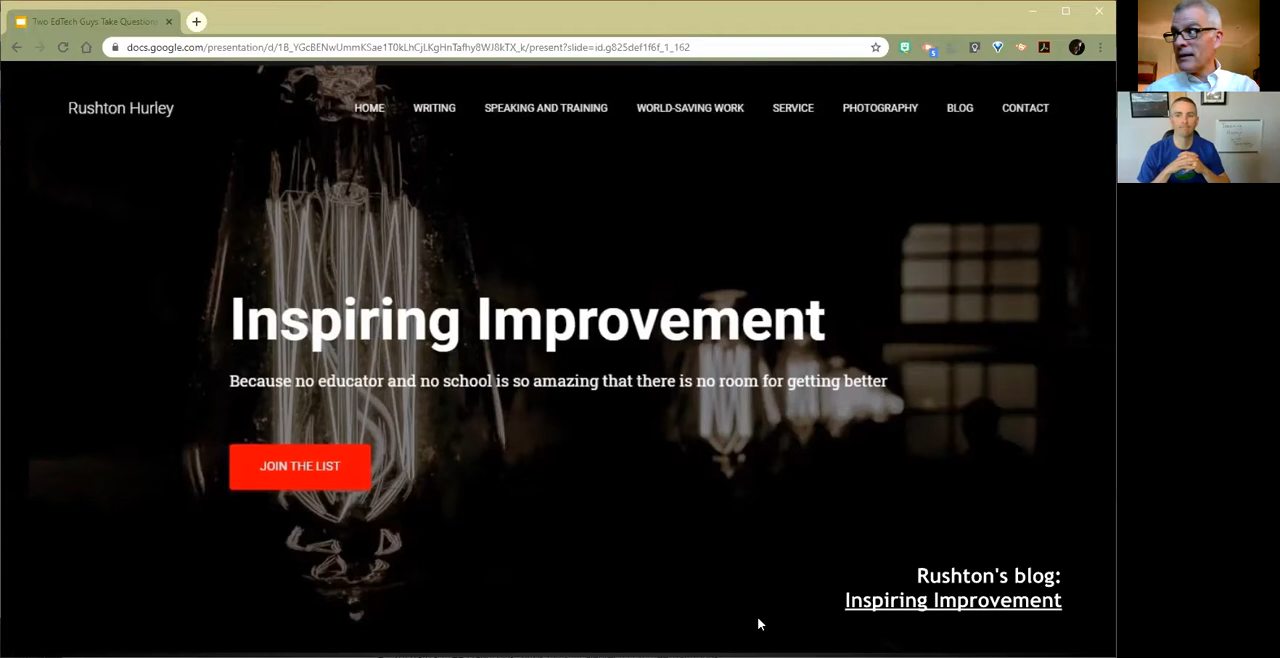 Two EdTech Guys Take Question
docs.google.com/presentation/d/1B_YGcBENwUmmKSae1T0kLhCjLKgHnTafhy8WJ8kTX_k/present?slide=id.g825def1f6f_1_162
5
Rushton Hurley
HOME WRITING SPEAKING AND TRAINING WORLD-SAVING WORK SERVICE PHOTOGRAPHY BLOG CONTACT
Inspiring Improvement
Because no educator and no school is so amazing that there is no room for getting better
JOIN THE LIST
Rushton's blog:
Inspiring Improvement